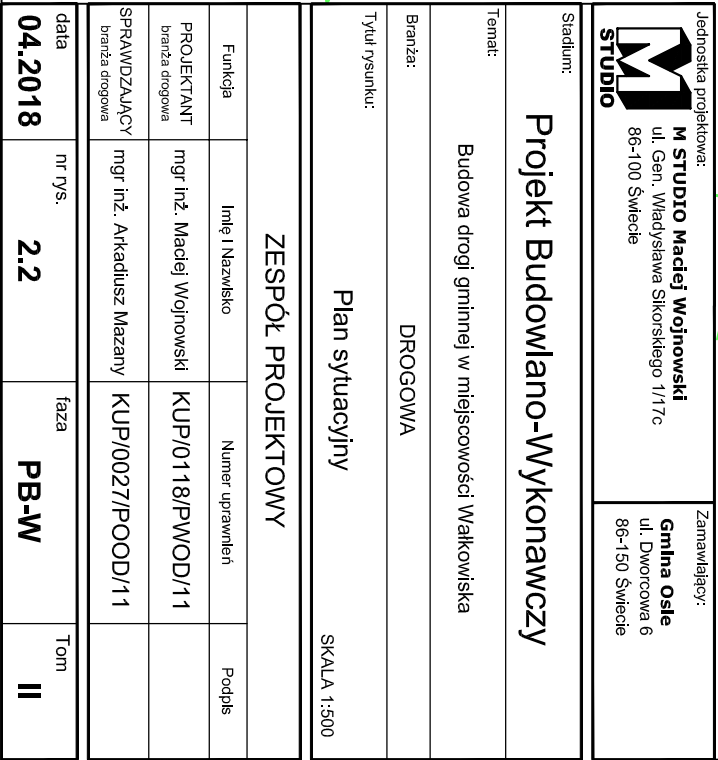 Jednostka projektowa:
M
STUDIO
M STUDIO Maciej Wojnowski
ul. Gen. Władysława Sikorskiego 1/17c
86-100 Świecie
Zamawiający:
Gmina Osie
ul. Dworcowa 6
86-150 Świecie
Stadium:
Projekt Budowlano-Wykonawczy
Temat:
Budowa drogi gminnej w miejscowości Wałkowiska
Branża:
DROGOWA
Tytuł rysunku:
Plan sytuacyjny
SKALA 1:500
ZESPÓŁ PROJEKTOWY
Funkcja Imię i Nazwisko Numer uprawnień Podpis
PROJEKTANT
branża drogowa
mgr inż. Maciej Wojnowski KUP/0118/PWOD/11
SPRAWDZAJĄCY
branża drogowa
mgr inż. Arkadiusz Mazany KUP/0027/POOD/11
data nr rys. faza Tom
04.2018 2.2 PB-W II